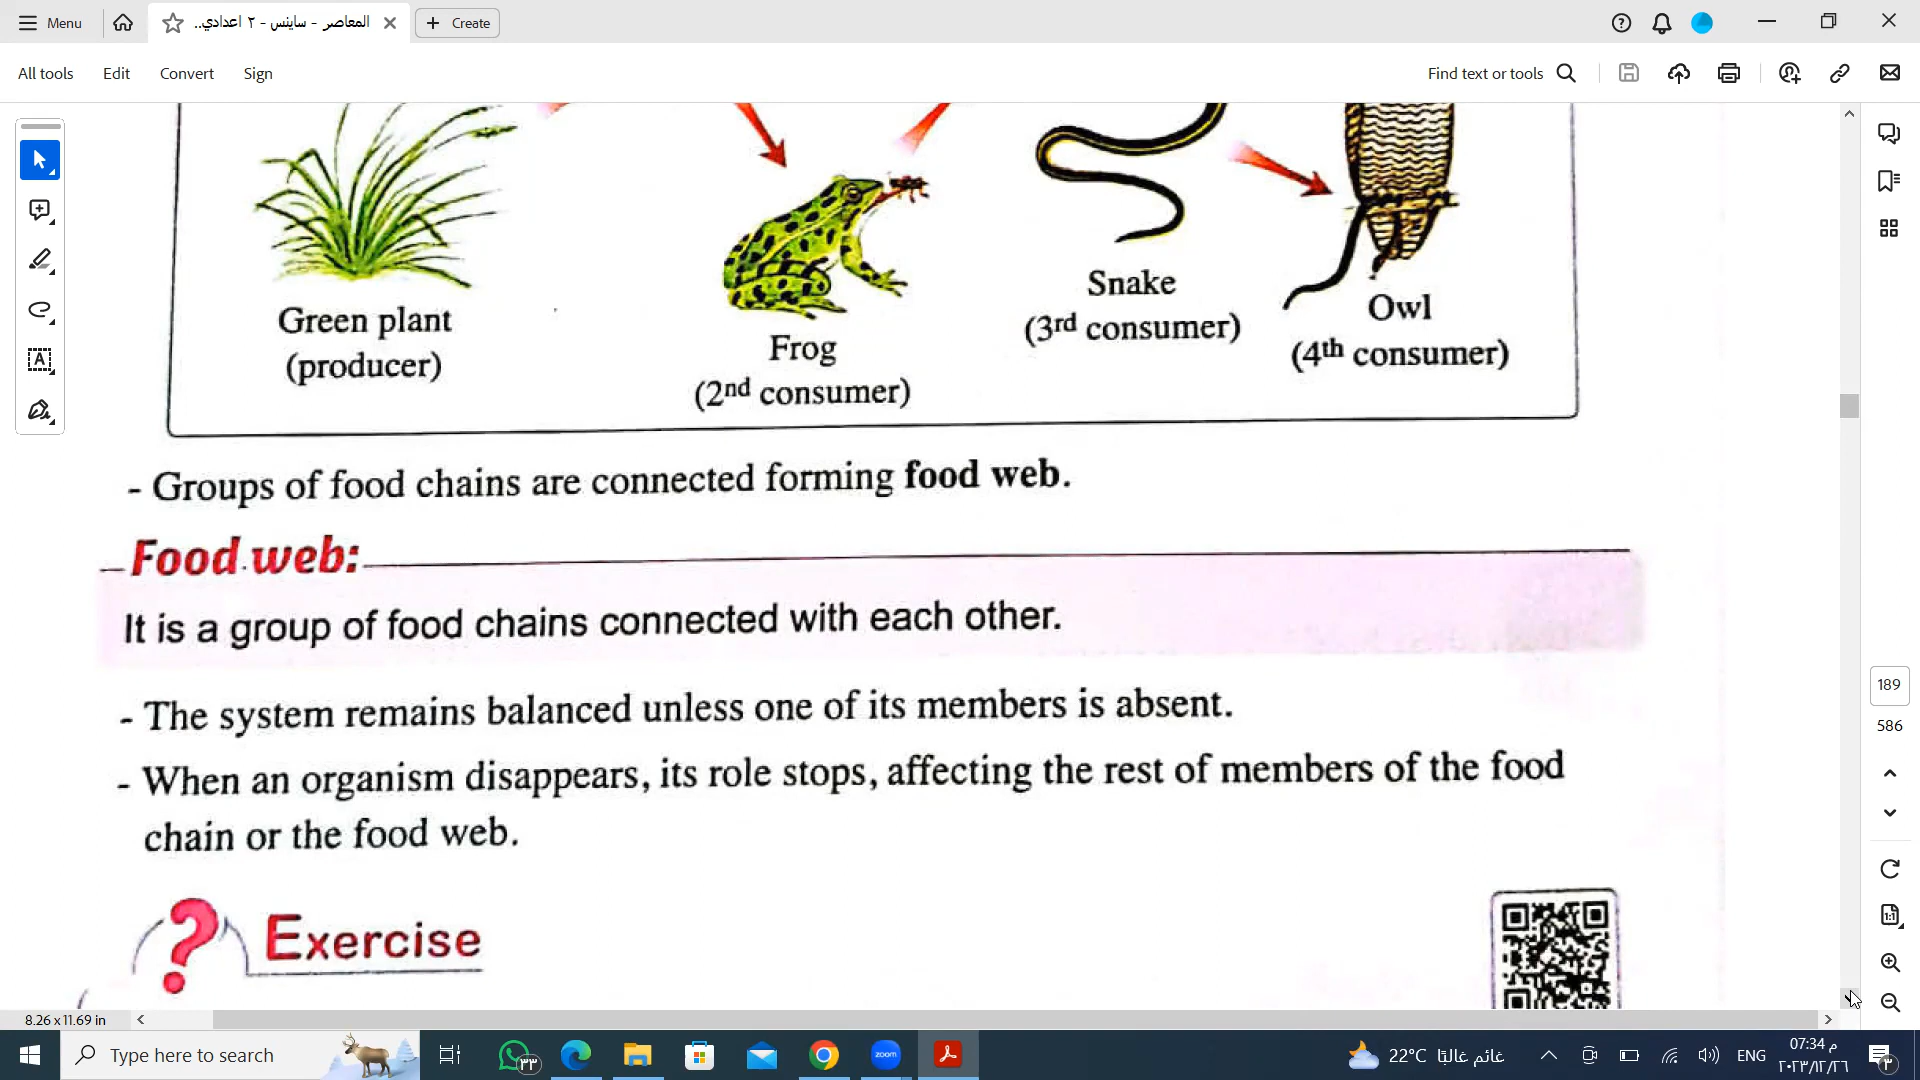 Menu
المعاصر - ساينس - ٢ اعدادي..
Create
All tools
Edit
Convert
Sign
Find text or tools
Green plant
(producer)
Frog
(2nd consumer)
Snake
(3rd consumer)
Owl
(4th consumer)
- Groups of food chains are connected forming food web.
Food web:
It is a group of food chains connected with each other.
- The system remains balanced unless one of its members is absent.
- When an organism disappears, its role stops, affecting the rest of members of the food
chain or the food web.
? Exercise
189
586
8.26 x 11.69 in
Type here to search
٣٣
zoom
22°C غائم غالبًا
ENG
07:34 م
٢٠٢٣/١٢/٢٦
٣